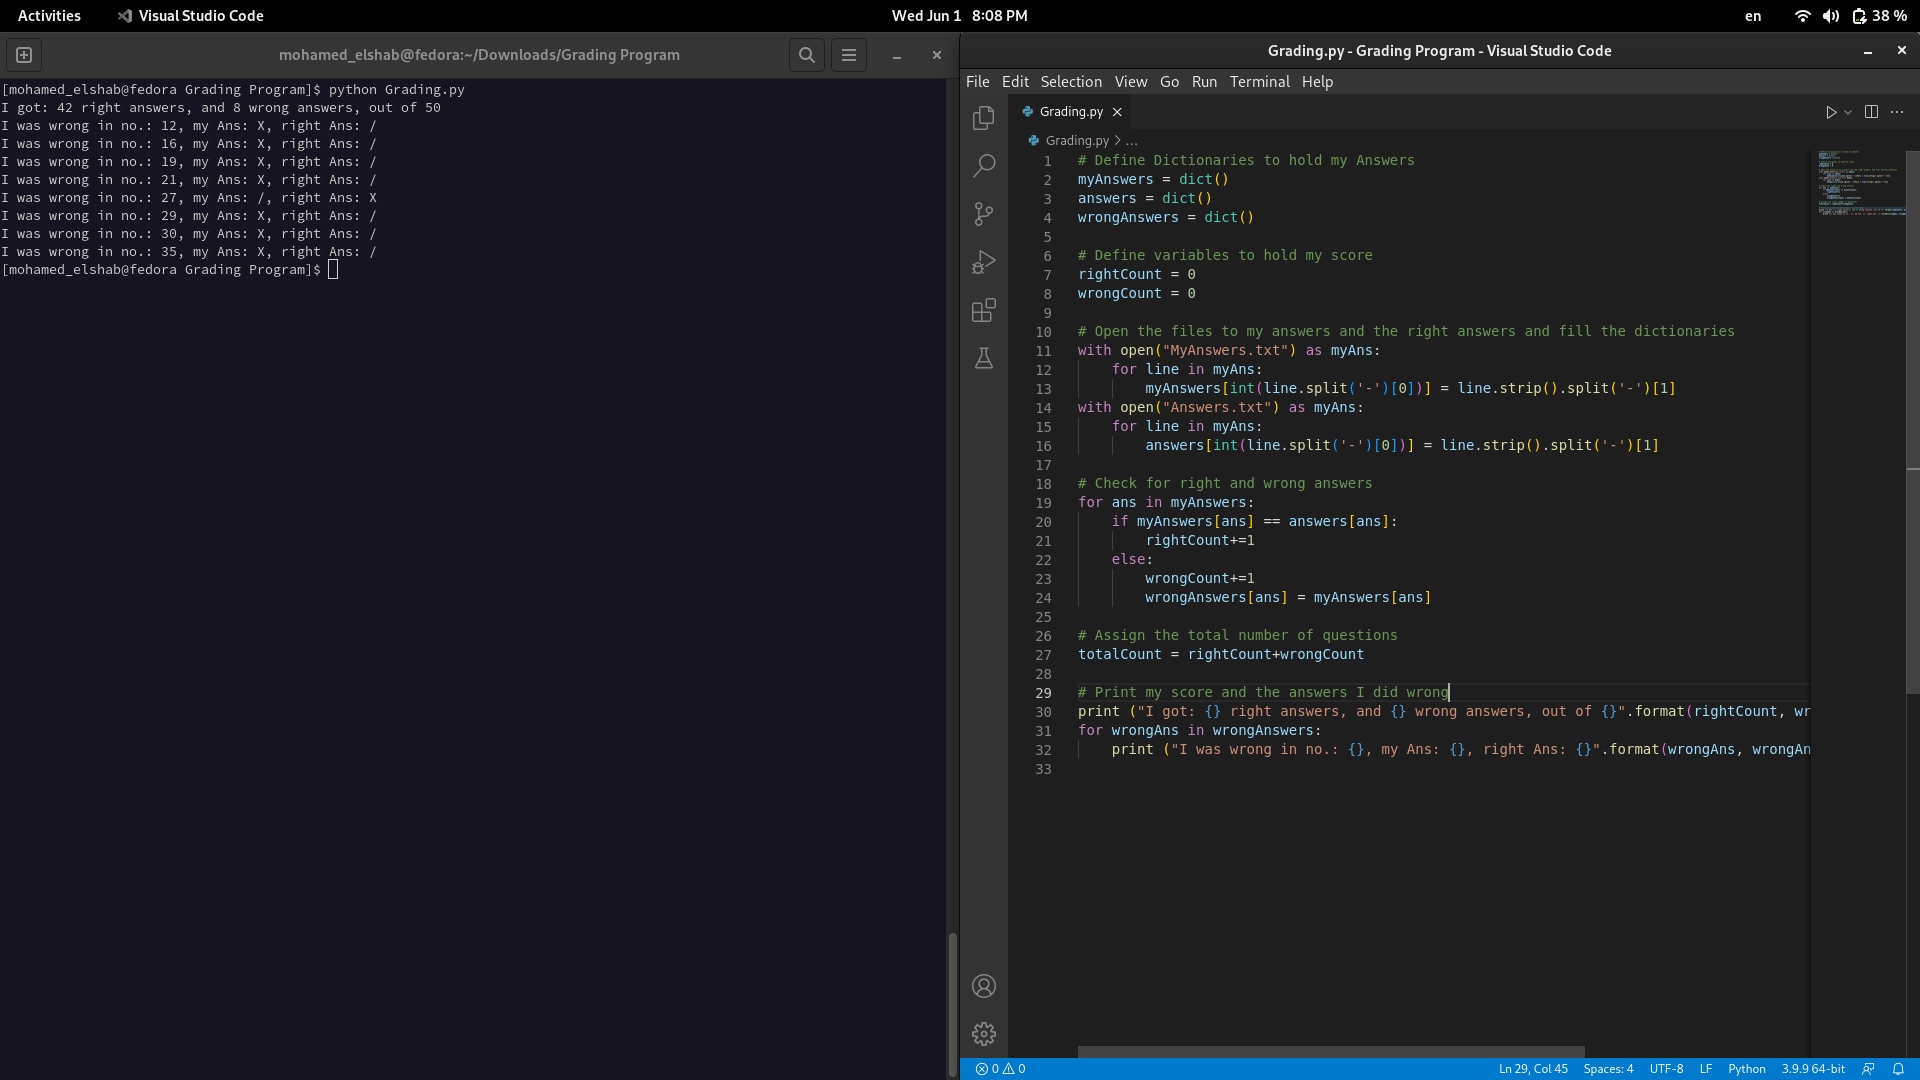 Activities
Visual Studio Code
Wed Jun 1 8:08 PM
en
38 %
mohamed_elshab@fedora:~/Downloads/Grading Program
[mohamed_elshab@fedora Grading Program]$ python Grading.py
I got: 42 right answers, and 8 wrong answers, out of 50
I was wrong in no.: 12, my Ans: X, right Ans: /
I was wrong in no.: 16, my Ans: X, right Ans: /
I was wrong in no.: 19, my Ans: X, right Ans: /
I was wrong in no.: 21, my Ans: X, right Ans: /
I was wrong in no.: 27, my Ans: /, right Ans: X
I was wrong in no.: 29, my Ans: X, right Ans: /
I was wrong in no.: 30, my Ans: X, right Ans: /
I was wrong in no.: 35, my Ans: X, right Ans: /
[mohamed_elshab@fedora Grading Program]$
Grading.py - Grading Program - Visual Studio Code
File Edit Selection View Go Run Terminal Help
Grading.py
Grading.py > ...
1 # Define Dictionaries to hold my Answers
2 myAnswers = dict()
3 answers = dict()
4 wrongAnswers = dict()
5
6 # Define variables to hold my score
7 rightCount = 0
8 wrongCount = 0
9
10 # Open the files to my answers and the right answers and fill the dictionaries
11 with open("MyAnswers.txt") as myAns:
12     for line in myAns:
13         myAnswers[int(line.split('-')[0])] = line.strip().split('-')[1]
14 with open("Answers.txt") as myAns:
15     for line in myAns:
16         answers[int(line.split('-')[0])] = line.strip().split('-')[1]
17
18 # Check for right and wrong answers
19 for ans in myAnswers:
20     if myAnswers[ans] == answers[ans]:
21         rightCount+=1
22     else:
23         wrongCount+=1
24         wrongAnswers[ans] = myAnswers[ans]
25
26 # Assign the total number of questions
27 totalCount = rightCount+wrongCount
28
29 # Print my score and the answers I did wrong
30 print ("I got: {} right answers, and {} wrong answers, out of {}".format(rightCount, wr
31 for wrongAns in wrongAnswers:
32     print ("I was wrong in no.: {}, my Ans: {}, right Ans: {}".format(wrongAns, wrongAn
33
0 0
Ln 29, Col 45
Spaces: 4
UTF-8
LF
Python
3.9.9 64-bit